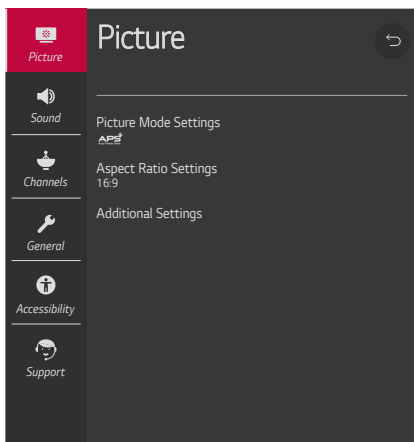 Picture
Picture
Sound
Picture Mode Settings
APS
Channels
Aspect Ratio Settings
16:9
Additional Settings
General
Accessibility
Support